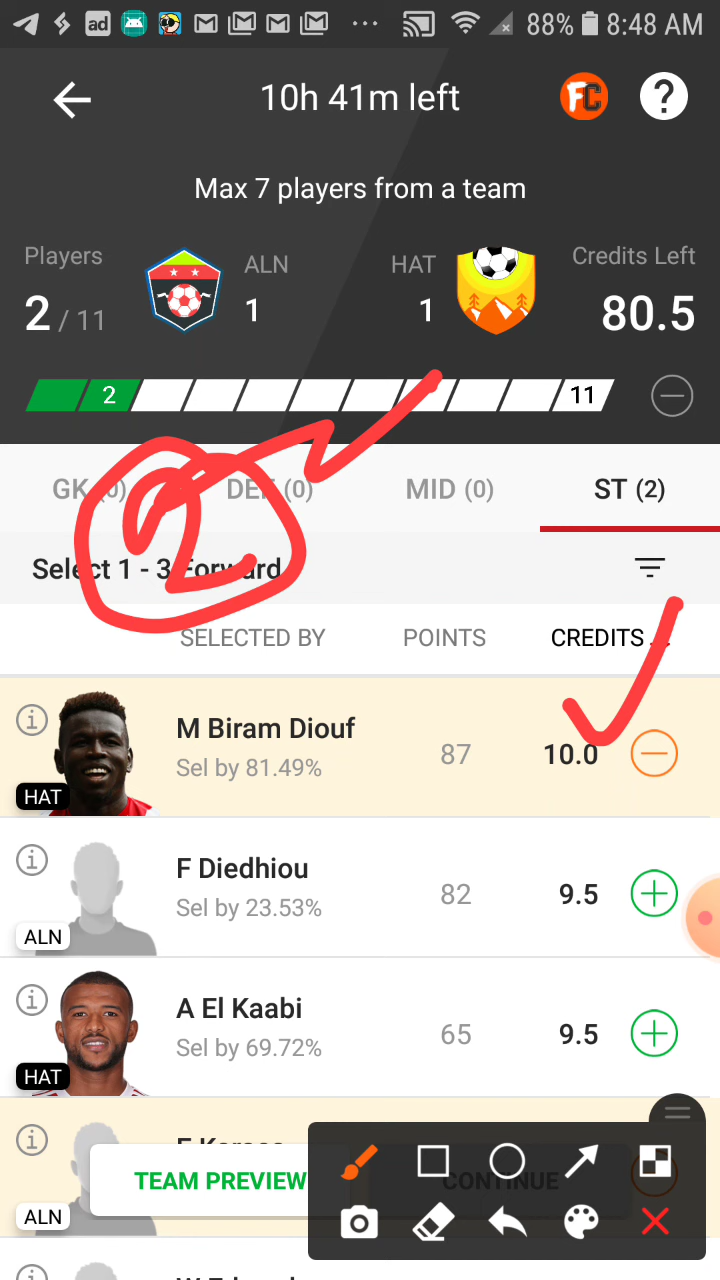 ad 88% 8:48 AM
10h 41m left FC ?
Max 7 players from a team
Players ALN HAT Credits Left
2 / 11 1 1 80.5
2 11
GK (0) DEF (0) MID (0) ST (2)
2
Select 1 - 3 Forward
SELECTED BY POINTS CREDITS
M Biram Diouf
Sel by 81.49% 87 10.0
HAT
F Diedhiou
Sel by 23.53% 82 9.5
ALN
A El Kaabi
Sel by 69.72% 65 9.5
HAT
ALN
TEAM PREVIEW CONTINUE